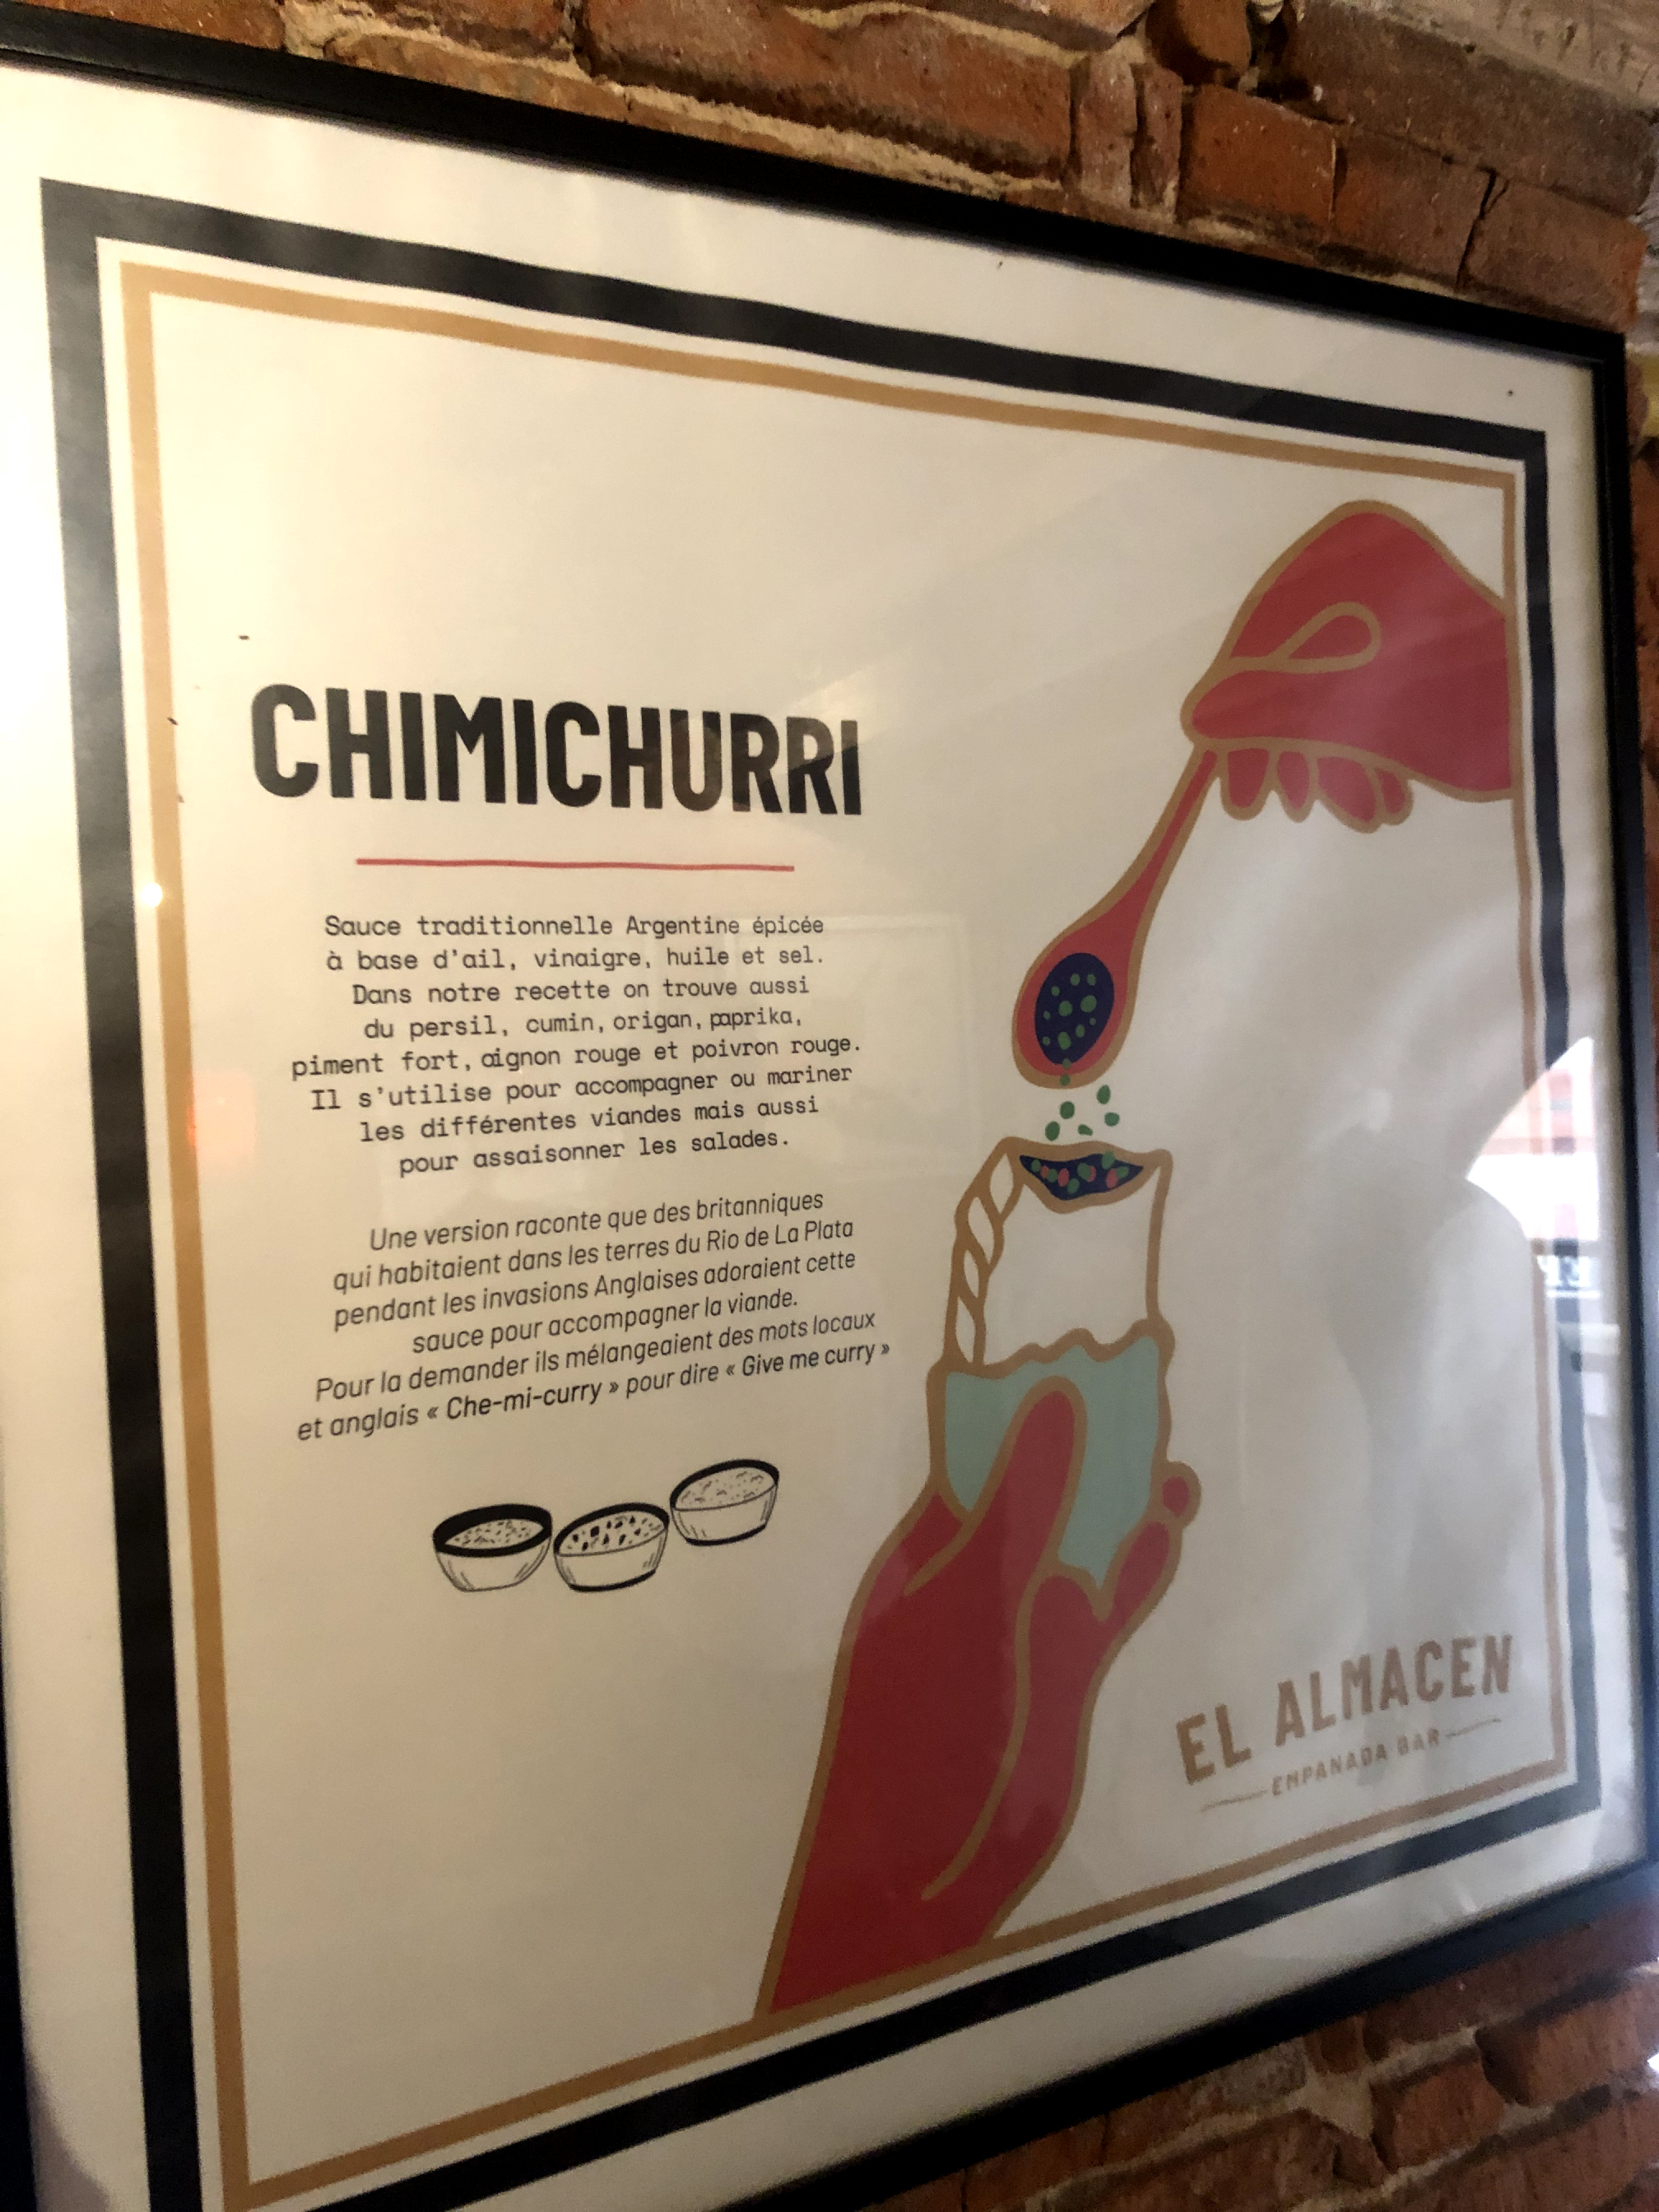 CHIMICHURRI
Sauce traditionnelle Argentine épicée
à base d'ail, vinaigre, huile et sel.
Dans notre recette on trouve aussi
du persil, cumin, origan, paprika,
piment fort, oignon rouge et poivron rouge.
Il s'utilise pour accompagner ou mariner
les différentes viandes mais aussi
pour assaisonner les salades.
Une version raconte que des britanniques
qui habitaient dans les terres du Rio de La Plata
pendant les invasions Anglaises adoraient cette
sauce pour accompagner la viande.
Pour la demander ils mélangeaient des mots locaux
et anglais « Che-mi-curry » pour dire « Give me curry »
EL ALMACEN
EMPANADA BAR